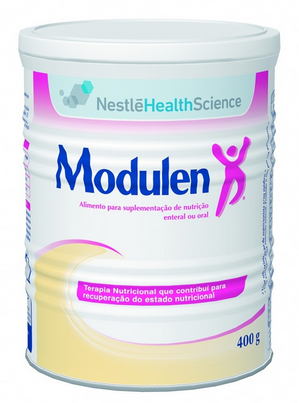 NestléHealthScience
Modulen
Alimento para suplementação de nutrição
enteral ou oral
Terapia Nutricional que contribui para
recuperação do estado nutricional
400 g